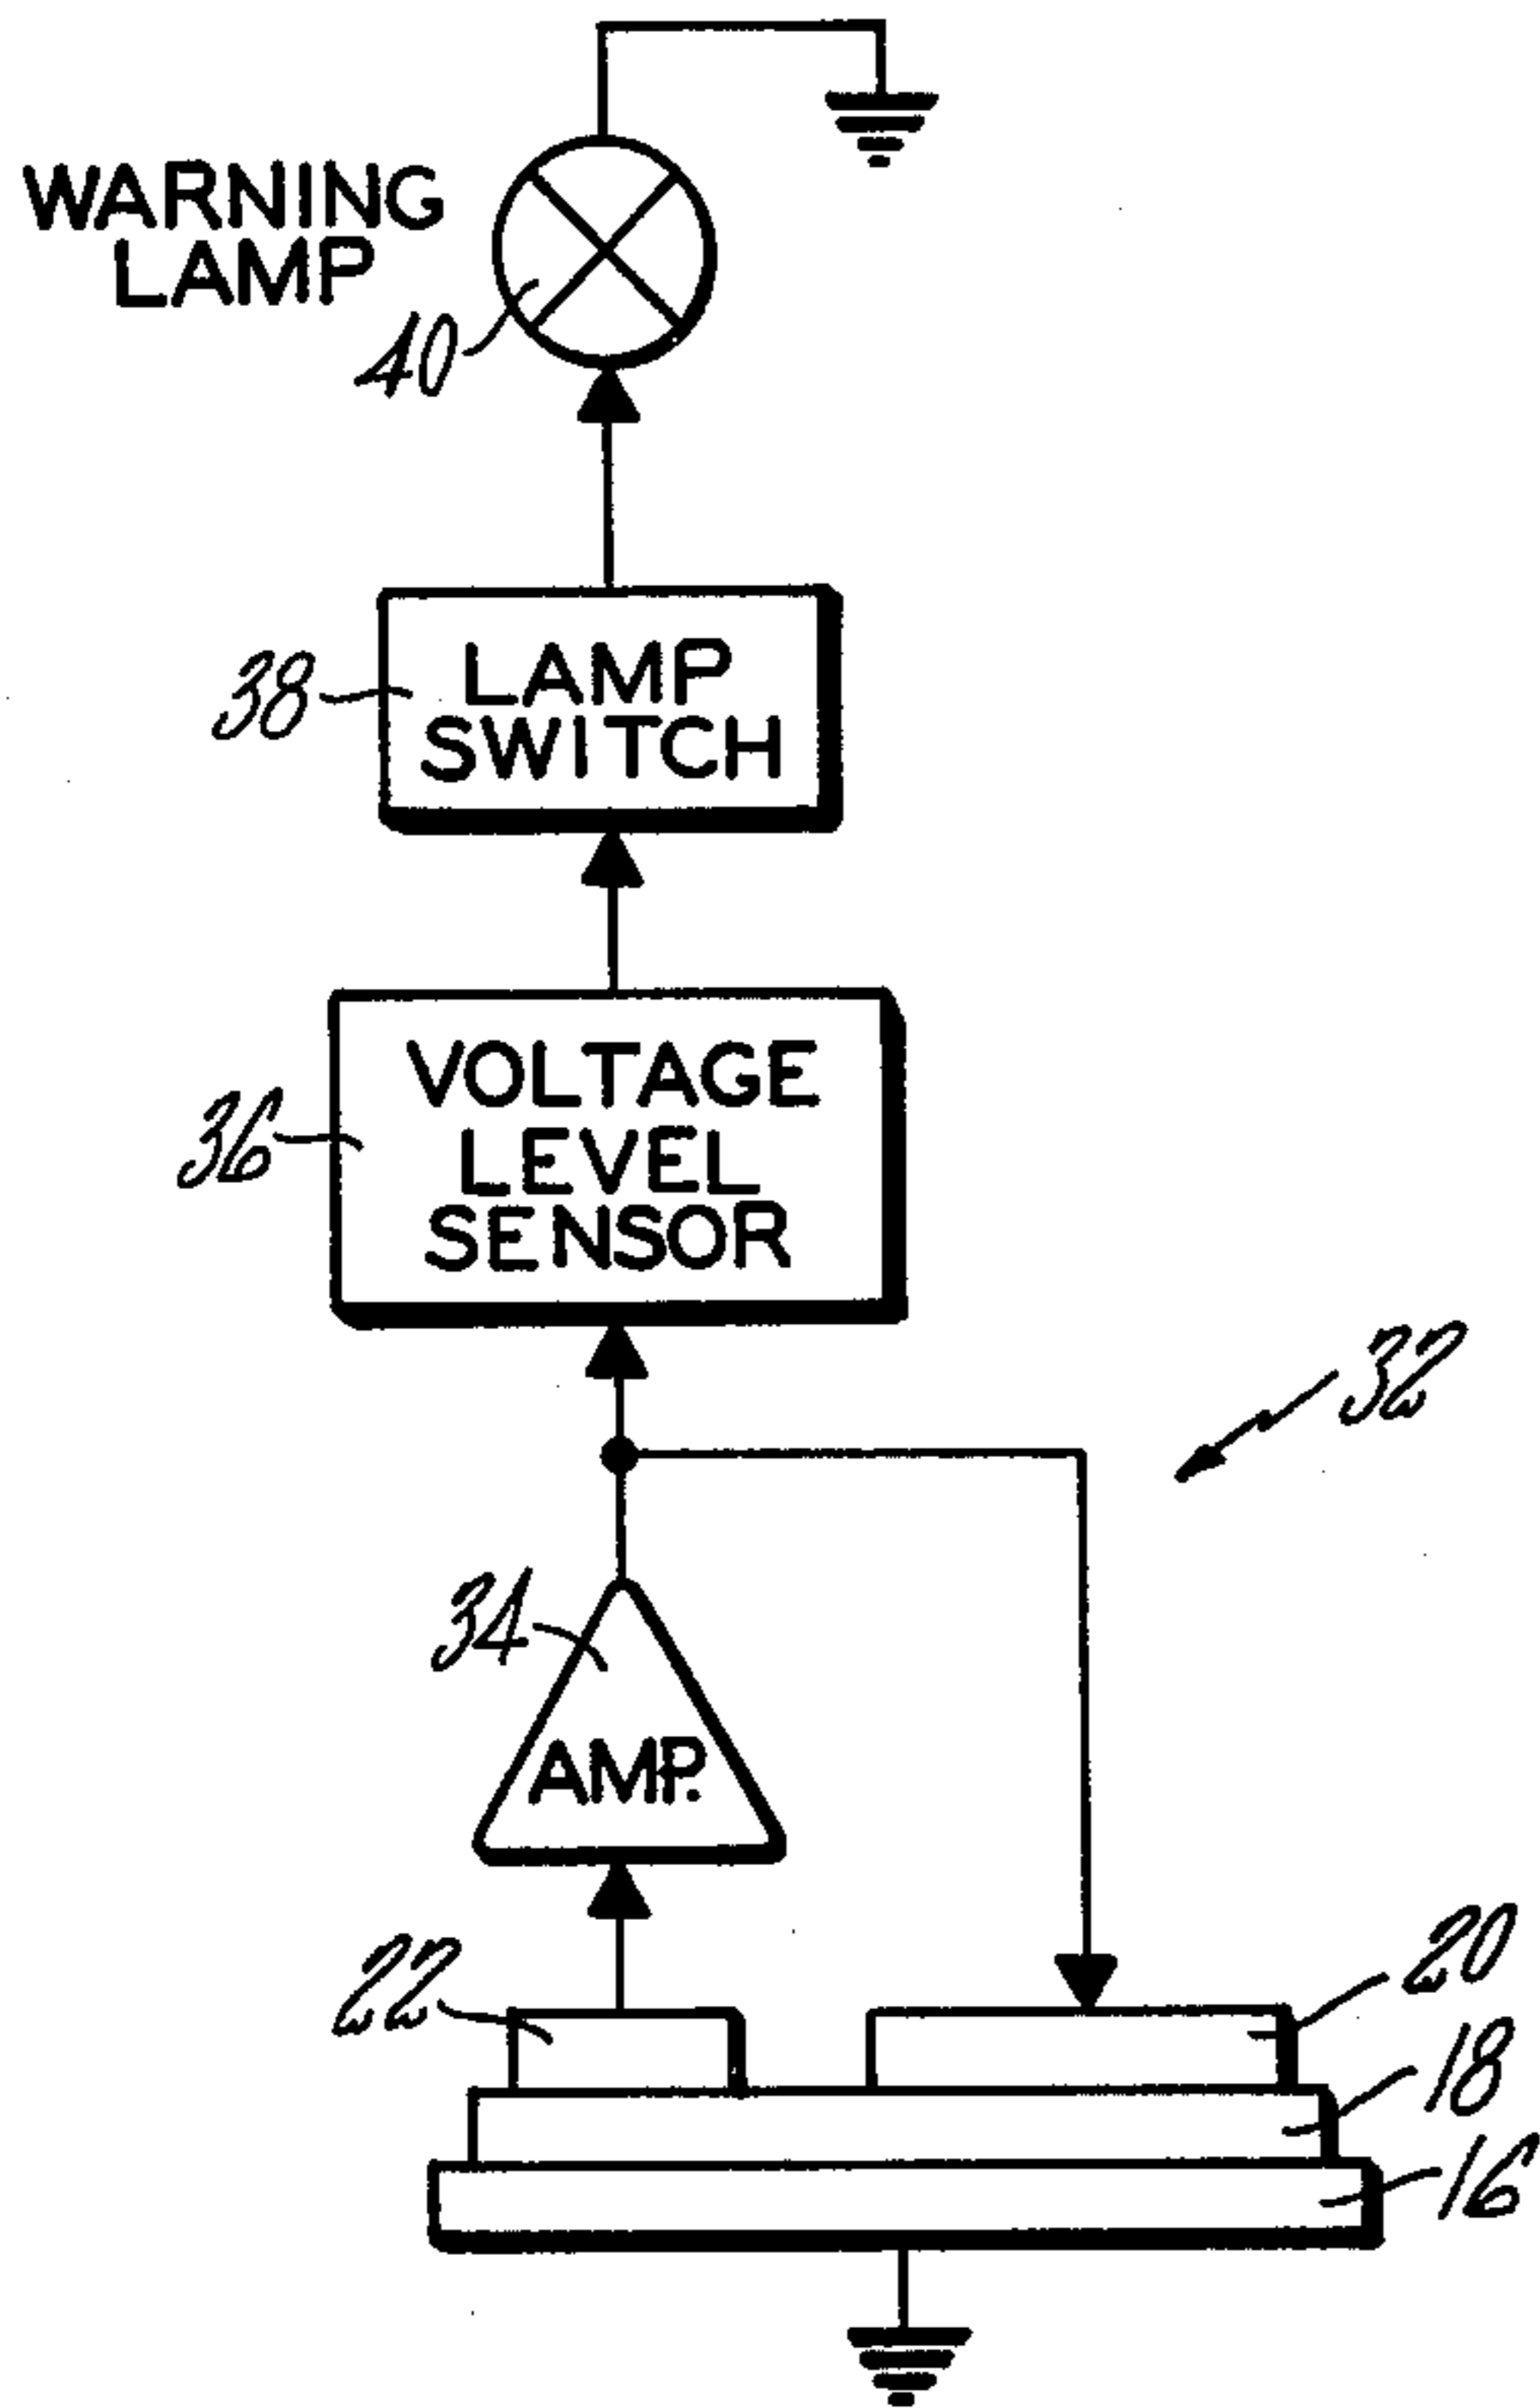 WARNING
LAMP
40
38
LAMP
SWITCH
36
VOLTAGE
LEVEL
SENSOR
32
34
AMP.
22
20
18
16